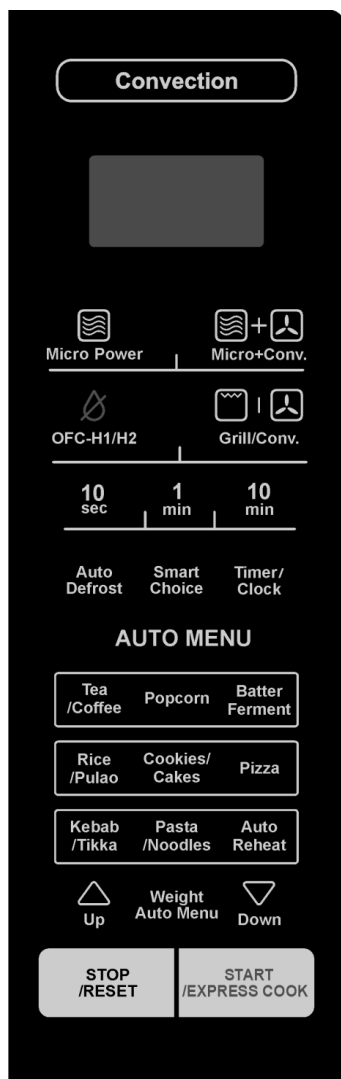 Convection
Micro Power
Micro+Conv.
OFC-H1/H2
Grill/Conv.
10 sec
1 min
10 min
Auto Defrost
Smart Choice
Timer/ Clock
AUTO MENU
Tea /Coffee
Popcorn
Batter Ferment
Rice /Pulao
Cookies/ Cakes
Pizza
Kebab /Tikka
Pasta /Noodles
Auto Reheat
Up
Weight Auto Menu
Down
STOP /RESET
START /EXPRESS COOK